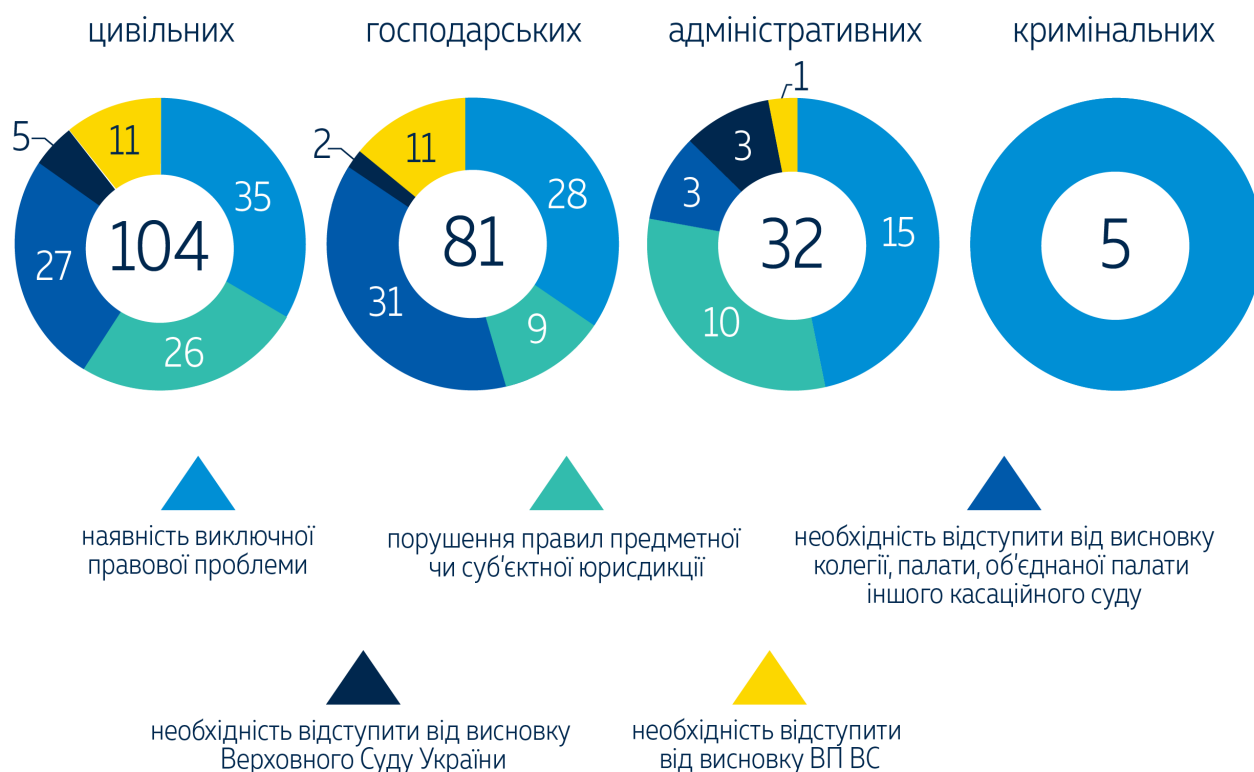 цивільних
господарських
адміністративних
кримінальних
5
11
35
27
104
26
2
11
28
31
81
9
1
3
3
32
15
10
5
наявність виключної
правової проблеми
порушення правил предметної
чи суб’єктної юрисдикції
необхідність відступити від висновку
колегії, палати, об’єднаної палати
іншого касаційного суду
необхідність відступити від висновку
Верховного Суду України
необхідність відступити
від висновку ВП ВС